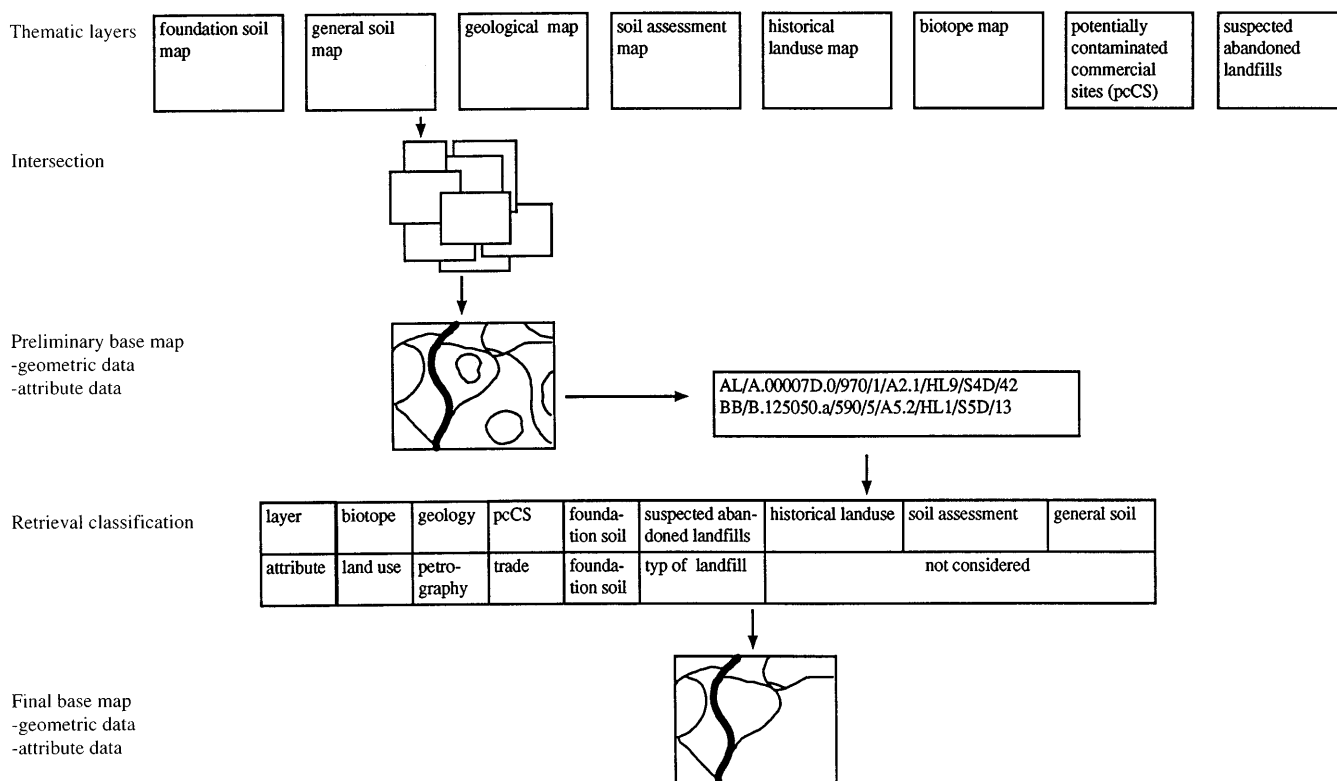 Thematic layers
foundation soil
map
general soil
map
geological map
soil assessment
map
historical
landuse map
biotope map
potentially
contaminated
commercial
sites (pcCS)
suspected
abandoned
landfills
Intersection
Preliminary base map
-geometric data
-attribute data
AL/A.00007D.0/970/1/A2.1/HL9/S4D/42
BB/B.125050.a/590/5/A5.2/HL1/S5D/13
Retrieval classification
layer
biotope
geology
pcCS
founda-
tion soil
suspected aban-
doned landfills
historical landuse
soil assessment
general soil
attribute
land use
petro-
graphy
trade
founda-
tion soil
typ of landfill
not considered
Final base map
-geometric data
-attribute data